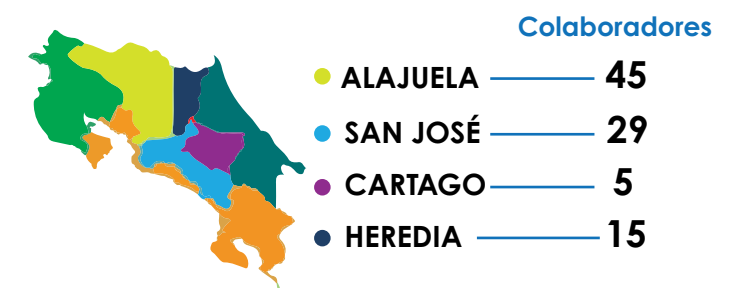 Colaboradores
ALAJUELA 45
SAN JOSÉ 29
CARTAGO 5
HEREDIA 15